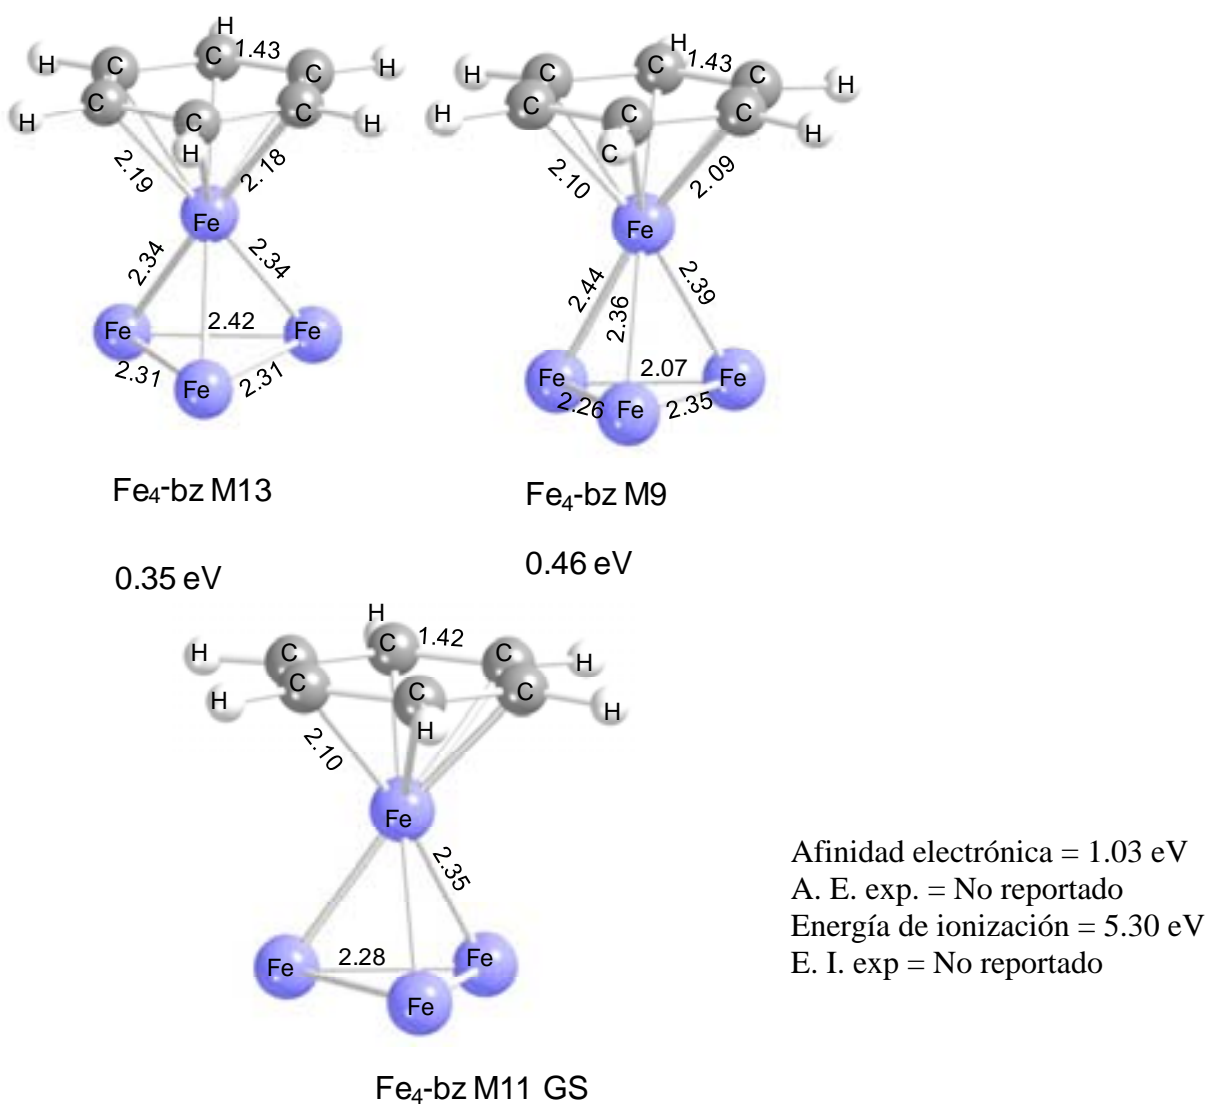 H
C
1.43
H
C
C
H
C
C
H
C
H
H
2.19
2.18
Fe
2.34
2.34
Fe
2.42
Fe
2.31
Fe
2.31
Fe4-bz M13
0.35 eV
H
C
1.43
H
C
C
H
C
C
H
C
H
C
2.10
2.09
Fe
2.44
2.36
2.39
Fe
2.07
Fe
2.26
Fe
2.35
Fe4-bz M9
0.46 eV
H
C
1.42
H
C
C
H
C
C
H
C
H
H
2.10
Fe
2.35
Fe
2.28
Fe
Fe
Fe4-bz M11 GS
Afinidad electrónica = 1.03 eV
A. E. exp. = No reportado
Energía de ionización = 5.30 eV
E. I. exp = No reportado